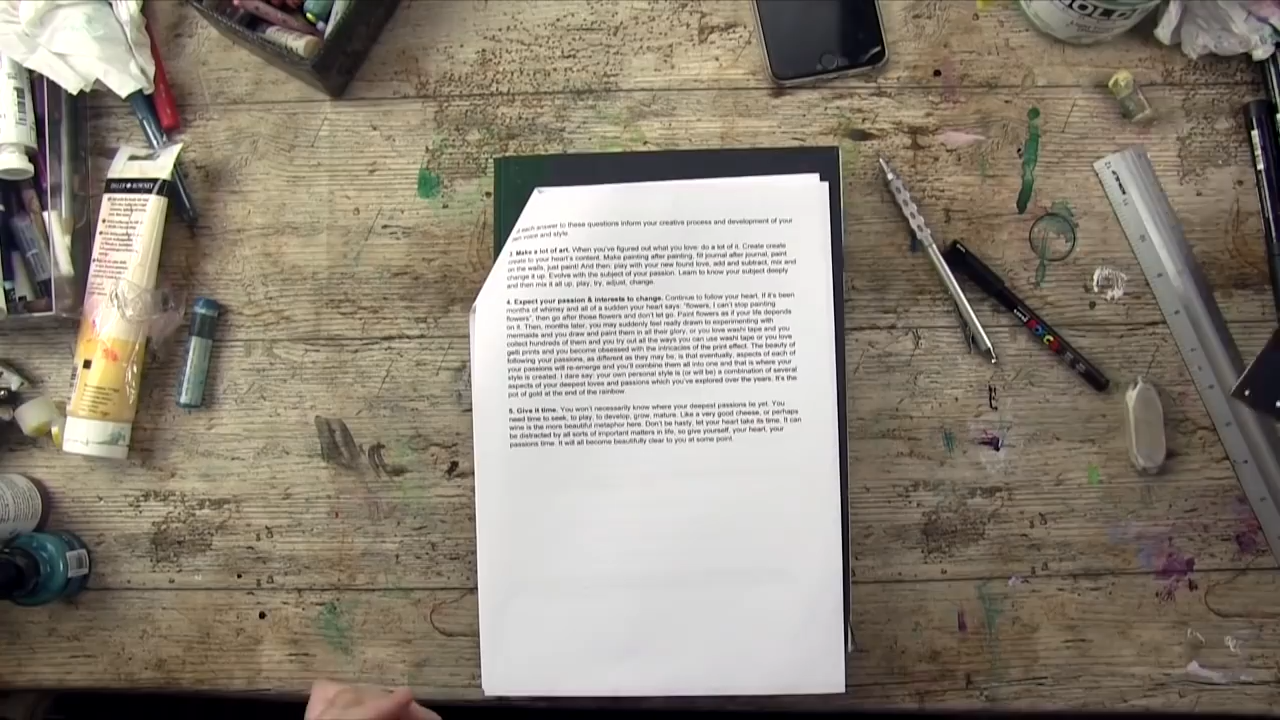 each answer to these questions inform your creative process and development of your
own voice and style.
3. Make a lot of art. When you've figured out what you love: do a lot of it. Create create
create to your heart's content. Make painting after painting, fill journal after journal, paint
on the walls, just paint! And then: play with your new found love, add and subtract, mix and
change it up. Evolve with the subject of your passion. Learn to know your subject deeply
and then mix it all up, play, try, adjust, change.
4. Expect your passion & interests to change. Continue to follow your heart. If it's been
months of whimsy and all of a sudden your heart says: "flowers, I can't stop painting
flowers", then go after those flowers and don't let go. Paint flowers as if your life depends
on it. Then, months later, you may suddenly feel really drawn to experimenting with
mermaids and you draw and paint them in all their glory, or you love washi tape and you
collect hundreds of them and you try out all the ways you can use washi tape or you love
gelli prints and you become obsessed with the intricacies of the print effect. The beauty of
following your passions, as different as they may be, is that eventually, aspects of each of
your passions will re-emerge and you'll combine them all into one and that is where your
style is created. I dare say: your own personal style is (or will be) a combination of several
aspects of your deepest loves and passions which you've explored over the years. It's the
pot of gold at the end of the rainbow.
5. Give it time. You won't necessarily know where your deepest passions lie yet. You
need time to seek, to play, to develop, grow, mature. Like a very good cheese, or perhaps
wine is the more beautiful metaphor here. Don't be hasty, let your heart take its time. It can
be distracted by all sorts of important matters in life, so give yourself, your heart, your
passions time. It will all become beautifully clear to you at some point.
DALER ROWNEY
POSCA